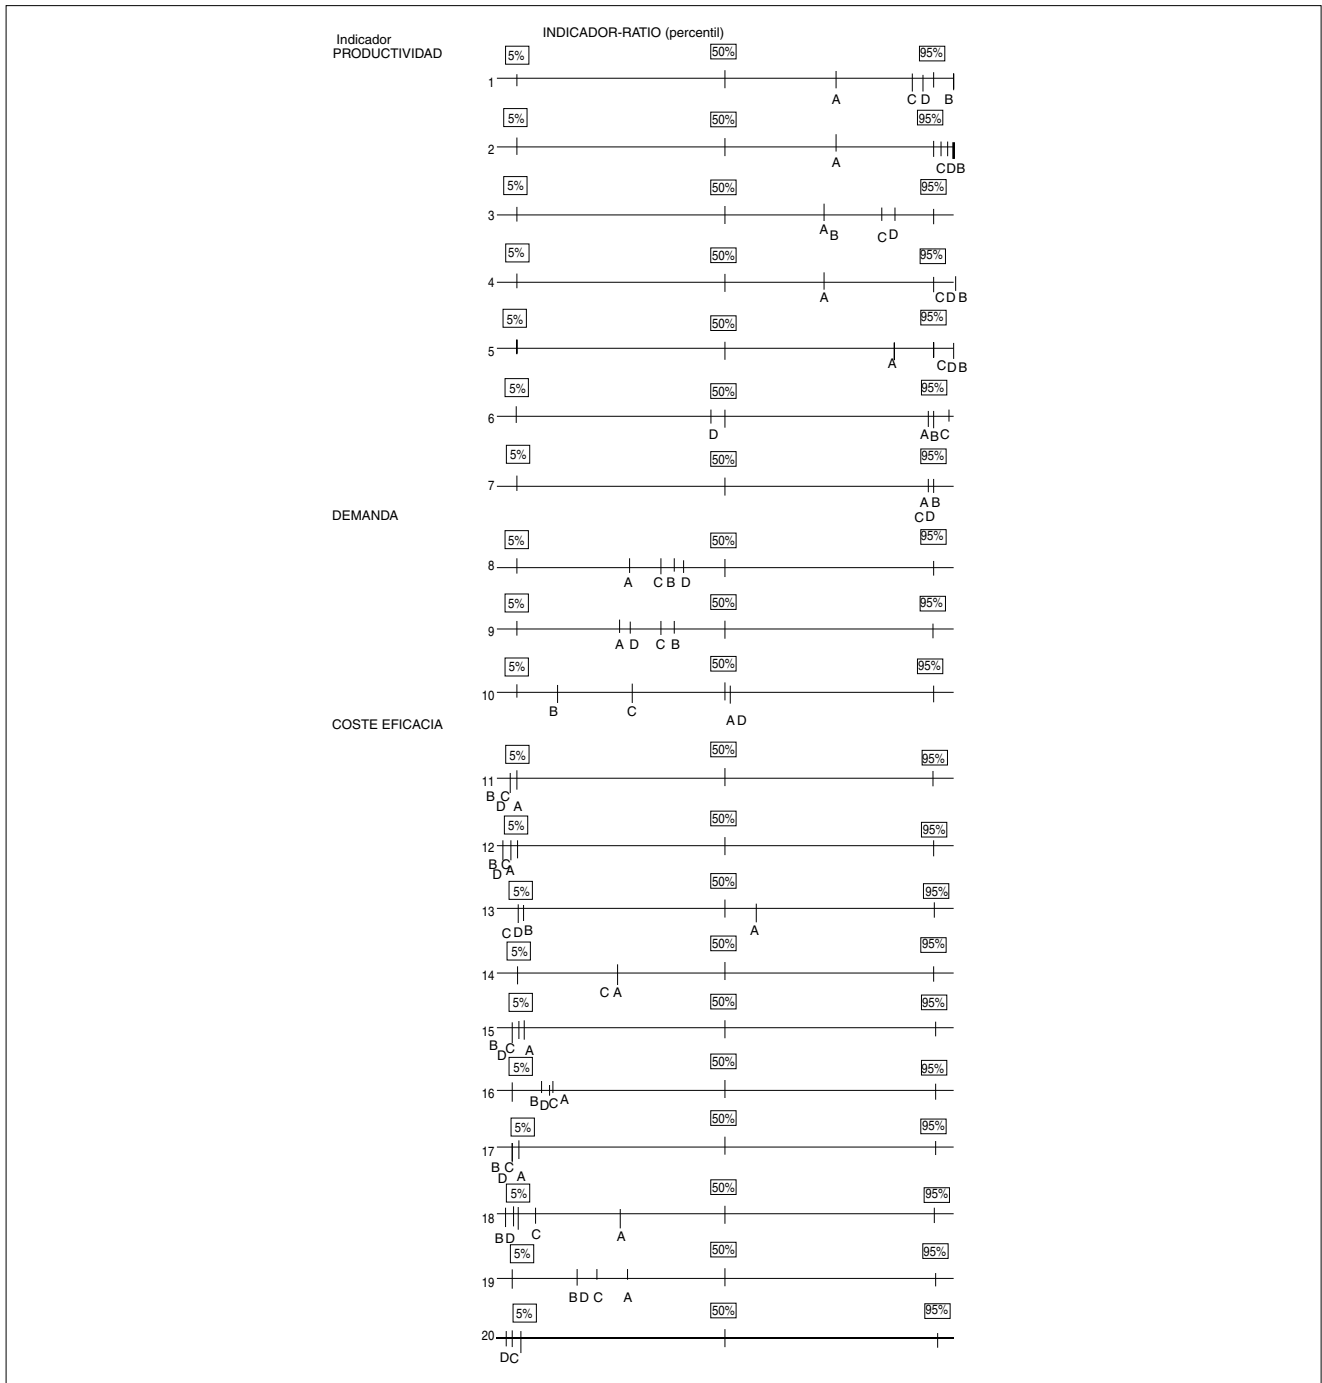 INDICADOR-RATIO (percentil)
Indicador
PRODUCTIVIDAD
5% 50% 95%
1
A C D B
5% 50% 95%
2
A
CDB
5% 50% 95%
3
A B C D
5% 50% 95%
4
A C D B
5% 50% 95%
5
A C D B
5% 50% 95%
6
D A B C
5% 50% 95%
7
A B
C D
DEMANDA
5% 50% 95%
8
A C B D
5% 50% 95%
9
A D C B
5% 50% 95%
10
B C A D
COSTE EFICACIA
5% 50% 95%
11
B C
D A
5% 50% 95%
12
B C
D A
5% 50% 95%
13
C D B A
5% 50% 95%
14
C A
5% 50% 95%
15
B C A
D
5% 50% 95%
16
B D C A
5% 50% 95%
17
B C
D A
5% 50% 95%
18
B D C A
5% 50% 95%
19
B D C A
5% 50% 95%
20
D C